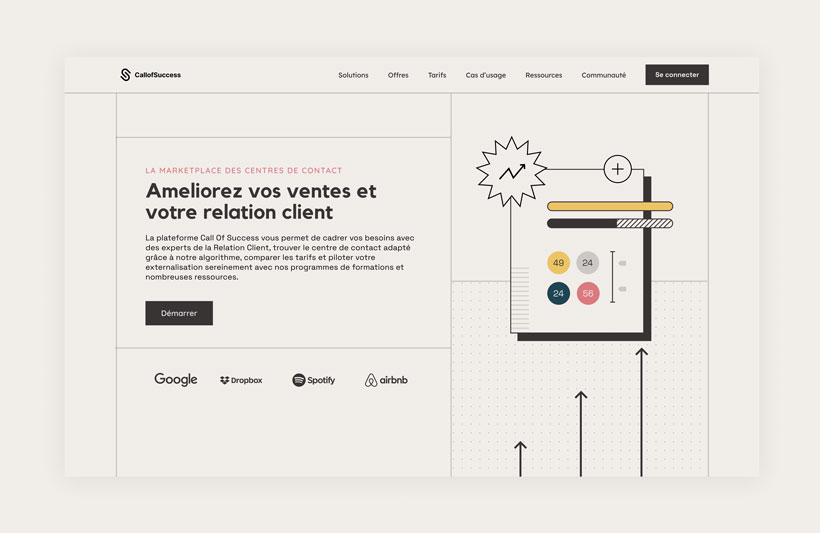 CallofSuccess
Solutions
Offres
Tarifs
Cas d'usage
Ressources
Communauté
Se connecter
LA MARKETPLACE DES CENTRES DE CONTACT
Ameliorez vos ventes et
votre relation client
La plateforme Call Of Success vous permet de cadrer vos besoins avec
des experts de la Relation Client, trouver le centre de contact adapté
grâce à notre algorithme, comparer les tarifs et piloter votre
externalisation sereinement avec nos programmes de formations et
nombreuses ressources.
Démarrer
Google
Dropbox
Spotify
airbnb
49
24
24
56